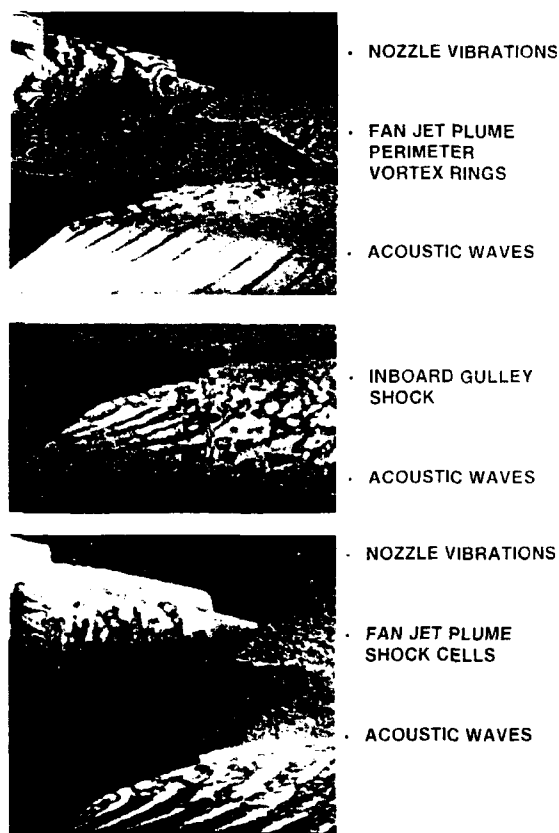 · NOZZLE VIBRATIONS
· FAN JET PLUME
PERIMETER
VORTEX RINGS
· ACOUSTIC WAVES
· INBOARD GULLEY
SHOCK
· ACOUSTIC WAVES
· NOZZLE VIBRATIONS
· FAN JET PLUME
SHOCK CELLS
· ACOUSTIC WAVES